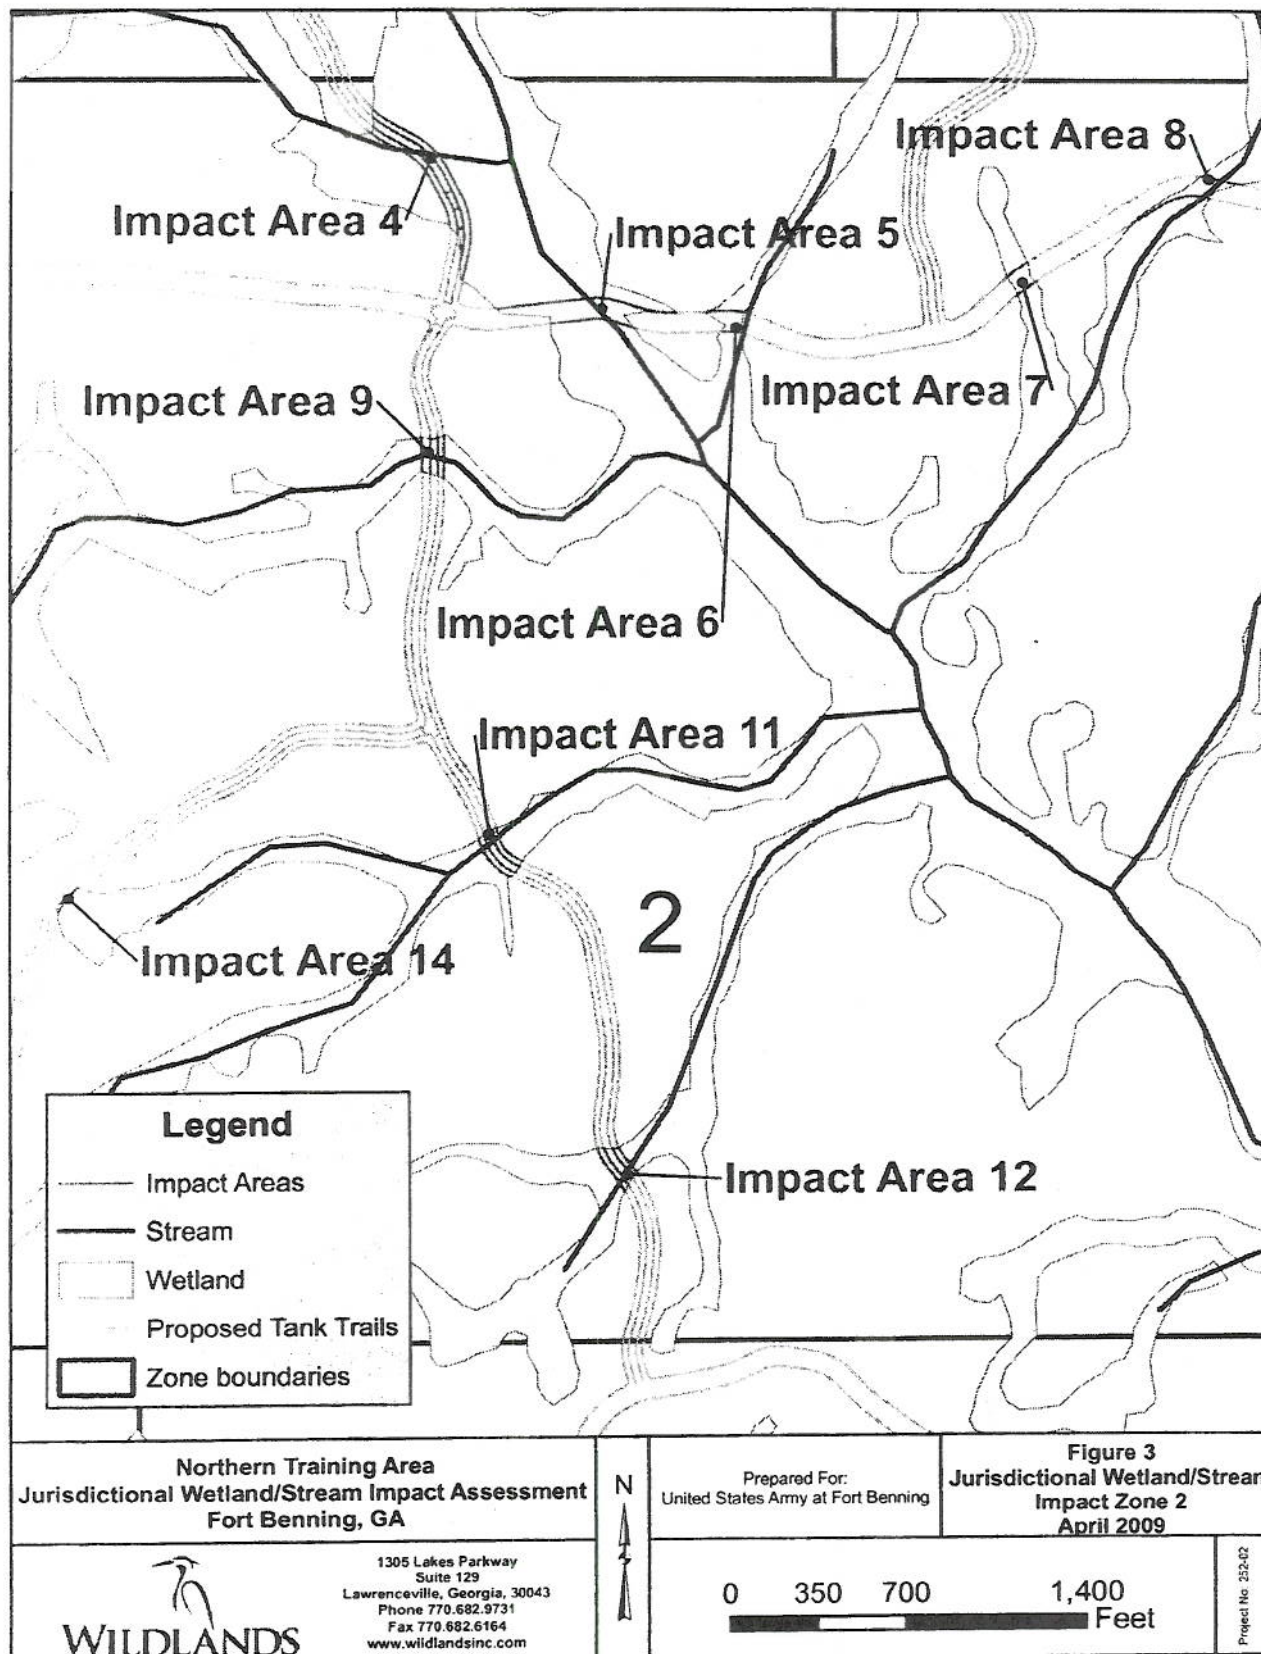 Impact Area 8
Impact Area 4
Impact Area 5
Impact Area 9
Impact Area 7
Impact Area 6
Impact Area 11
2
Impact Area 14
Impact Area 12
Legend
Impact Areas
Stream
Wetland
Proposed Tank Trails
Zone boundaries
Northern Training Area
Jurisdictional Wetland/Stream Impact Assessment
Fort Benning, GA
N
Prepared For:
United States Army at Fort Benning
Figure 3
Jurisdictional Wetland/Stream
Impact Zone 2
April 2009
WILDLANDS
1305 Lakes Parkway
Suite 129
Lawrenceville, Georgia, 30043
Phone 770.682.9731
Fax 770.682.6164
www.wildlandsinc.com
0 350 700 1,400
Feet
Project No. 252-02